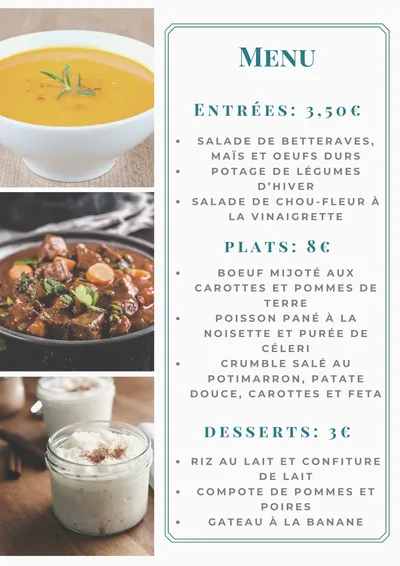 Menu
Entrées: 3,50€
• SALADE DE BETTERAVES,
MAÏS ET OEUFS DURS
• POTAGE DE LÉGUMES
D'HIVER
• SALADE DE CHOU-FLEUR À
LA VINAIGRETTE
PLATS: 8€
• BOEUF MIJOTÉ AUX
CAROTTES ET POMMES DE
TERRE
• POISSON PANÉ À LA
NOISETTE ET PURÉE DE
CÉLERI
• CRUMBLE SALÉ AU
POTIMARRON, PATATE
DOUCE, CAROTTES ET FETA
DESSERTS: 3€
• RIZ AU LAIT ET CONFITURE
DE LAIT
• COMPOTE DE POMMES ET
POIRES
• GATEAU À LA BANANE